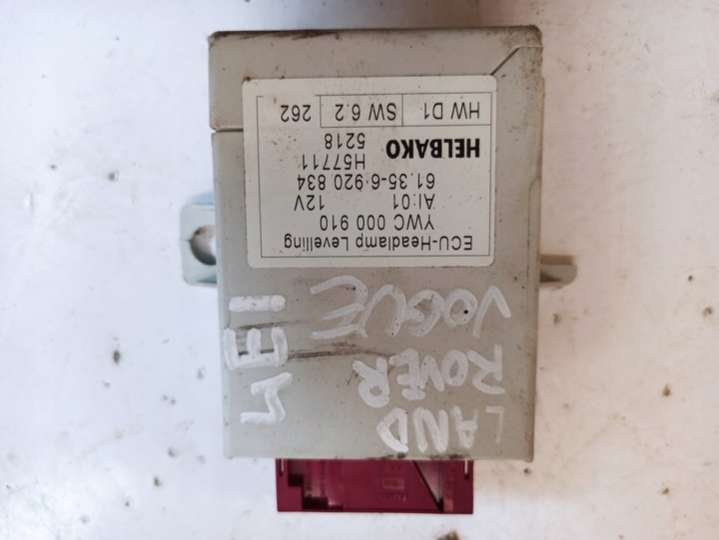 LAND
ROVER
VOGUE
ECU-Headlamp Levelling
YWC 000 910
AI:01 12V
61.35-6 920 834
H57711
HELBAKO 5218
HW D1 SW 6.2 262